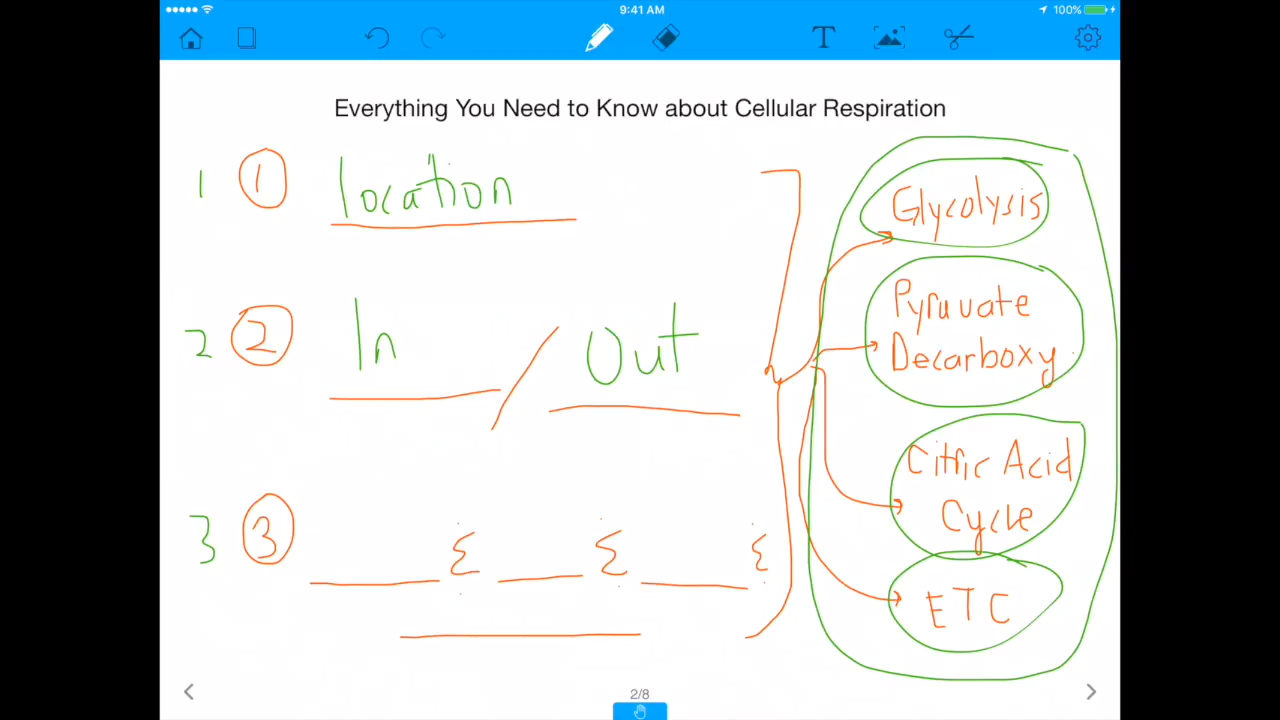 9:41 AM
100%
T
Everything You Need to Know about Cellular Respiration
1 1 location
Glycolysis
2 2 In / Out
Pyruvate
Decarboxy
Citric Acid
Cycle
3 3 & & &
ETC
2/8